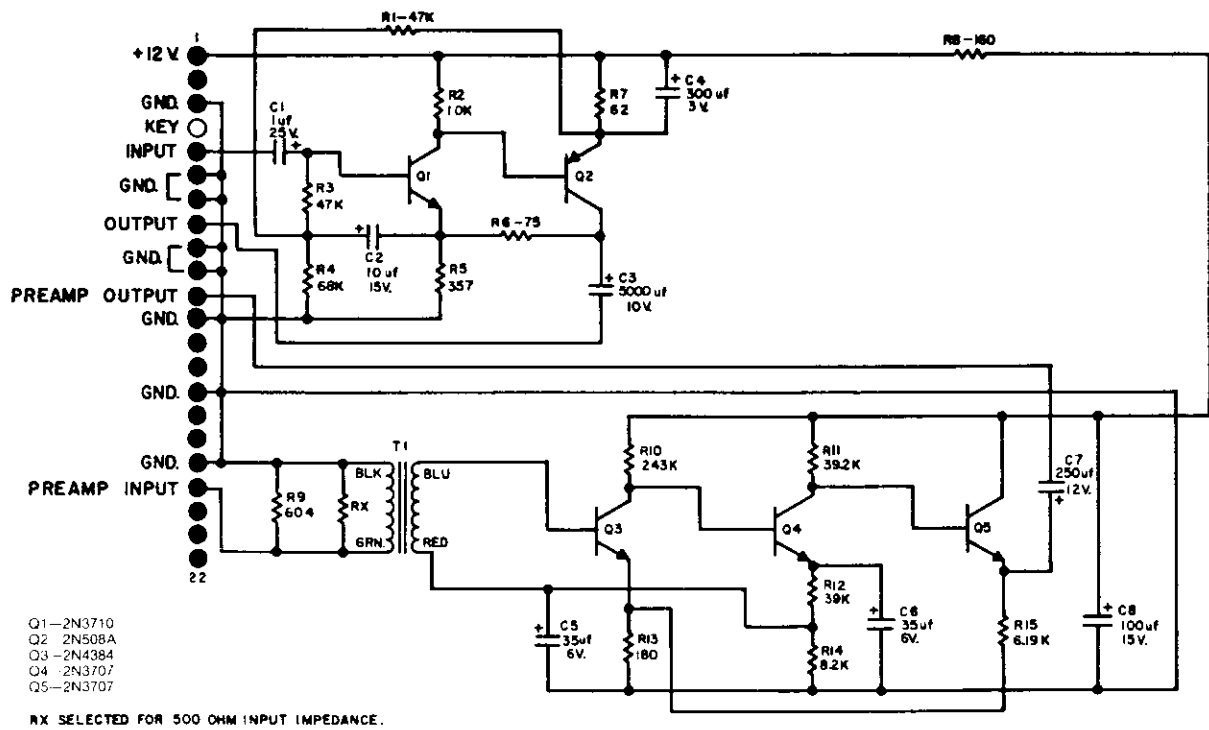 R1-47K
1
+12 V.
R8-160
C4
300 uf
3V.
R2
10K
R7
62
GND.
C1
1uf
25V.
KEY
INPUT
Q1
Q2
GND.
R3
47K
R6-75
OUTPUT
C2
10 uf
15V.
GND.
R4
68K
R5
357
C3
5000 uf
10V.
PREAMP OUTPUT
GND.
GND.
T1
GND.
BLK
BLU
R10
243K
R11
39.2K
C7
250uf
12V.
PREAMP INPUT
R9
604
RX
Q3
Q4
Q5
GRN.
RED
22
R12
39K
C5
35uf
6V.
R13
180
R14
8.2K
C6
35uf
6V.
R15
6.19K
C8
100uf
15V.
Q1-2N3710
Q2 2N508A
Q3-2N4384
Q4 -2N3707
Q5-2N3707
RX SELECTED FOR 500 OHM INPUT IMPEDANCE.
+
+
+
+
+
+
+
+